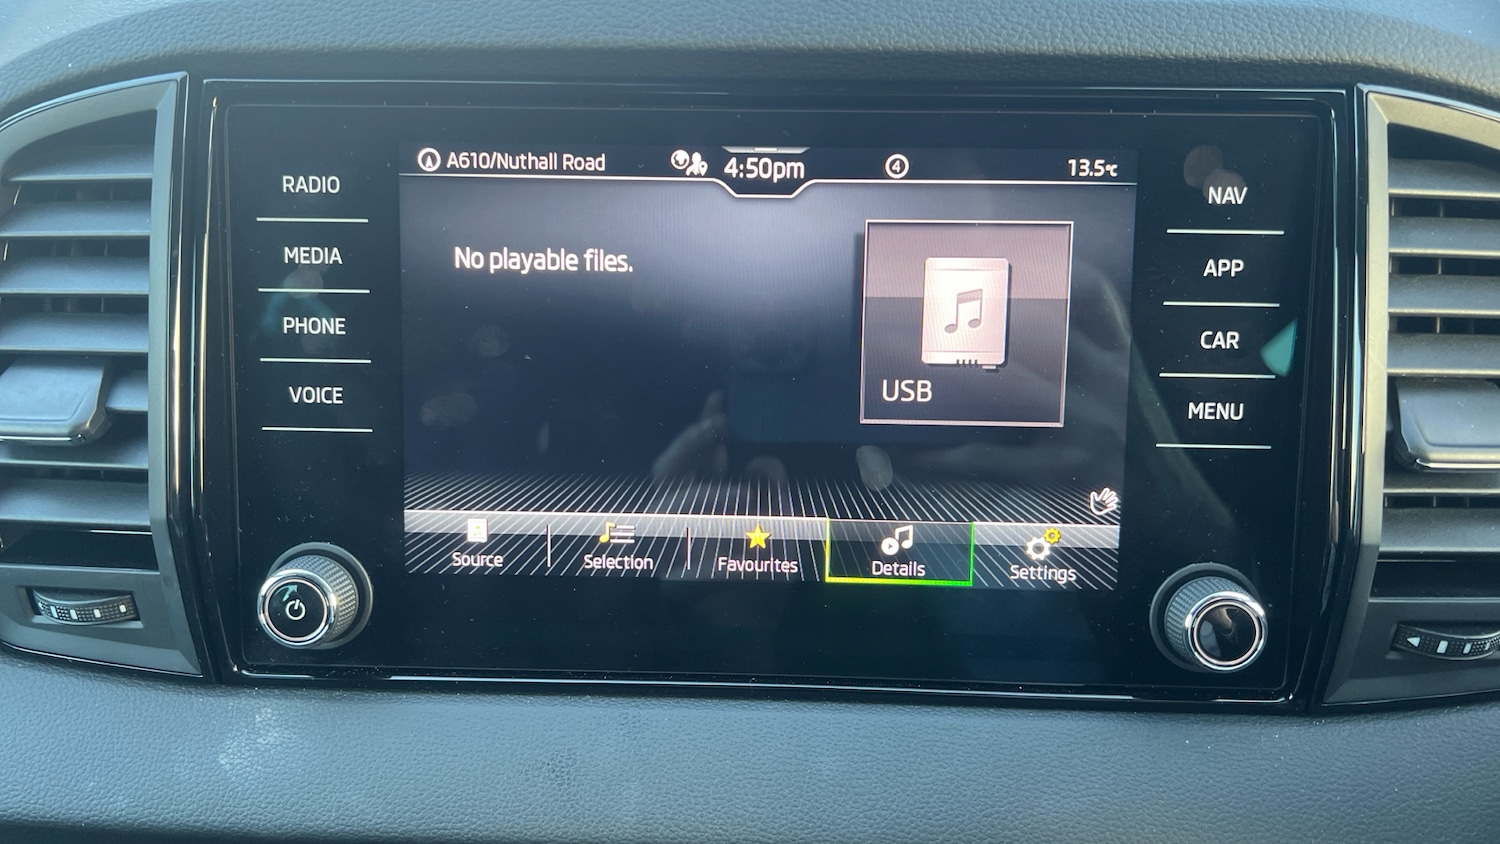 A610/Nuthall Road
4:50pm
4
13.5°C
RADIO
MEDIA
PHONE
VOICE
No playable files.
USB
NAV
APP
CAR
MENU
Source
Selection
Favourites
Details
Settings